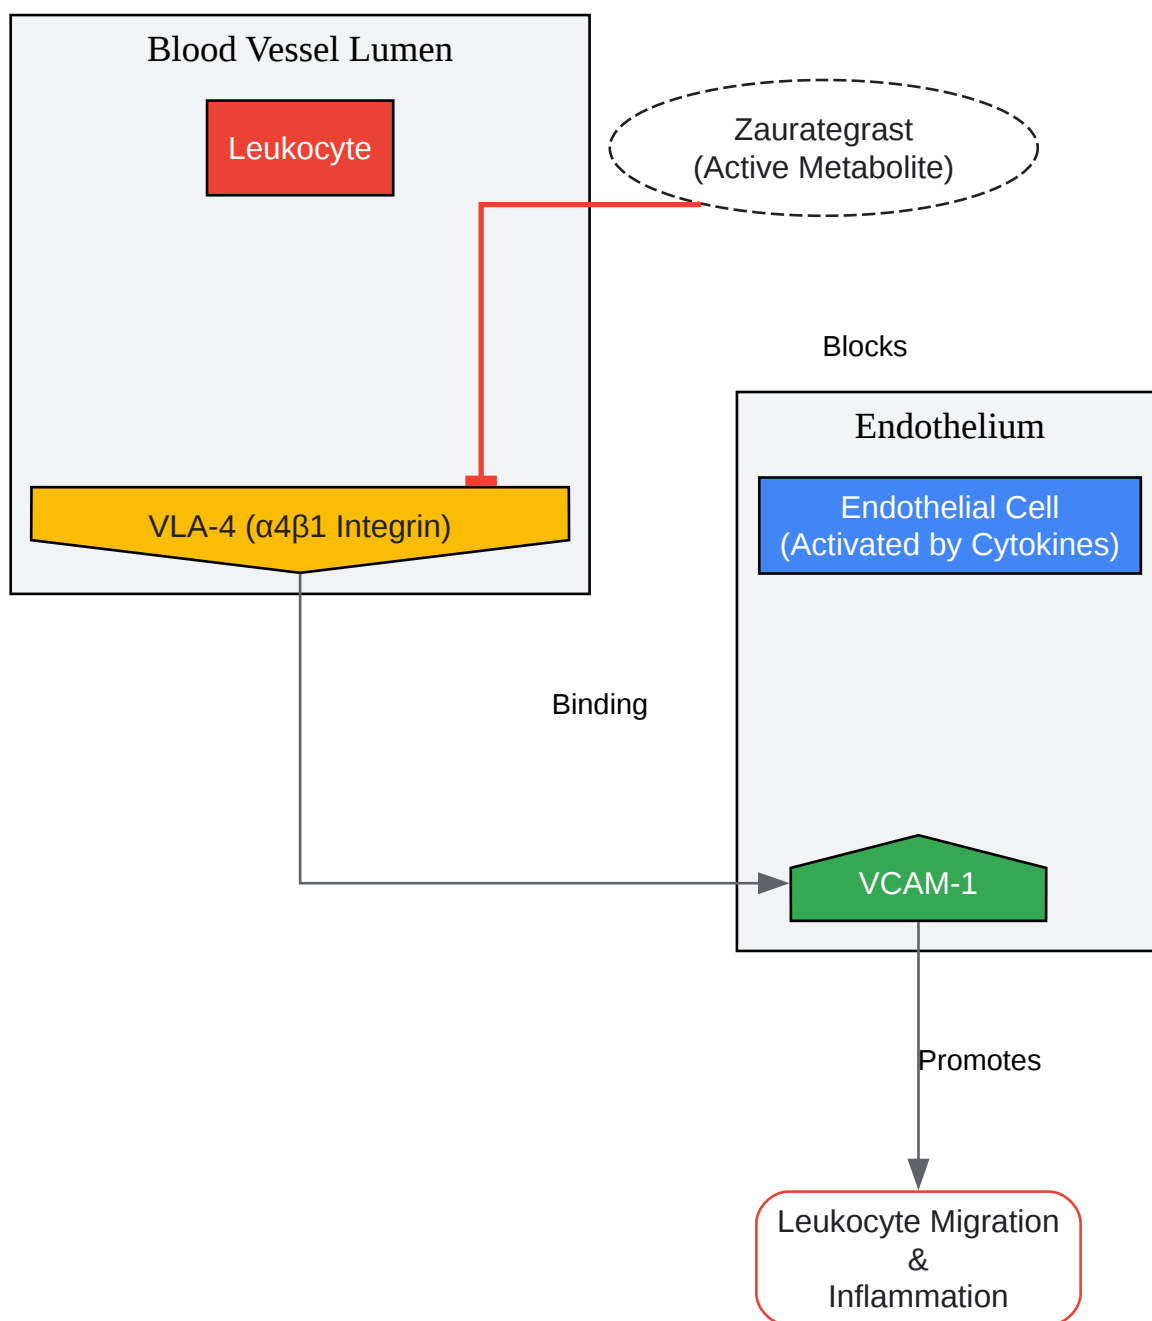 Blood Vessel Lumen
Leukocyte
Zaurategrast
(Active Metabolite)
Blocks
Endothelium
Endothelial Cell
(Activated by Cytokines)
VLA-4 (α4β1 Integrin)
Binding
VCAM-1
Promotes
Leukocyte Migration
&
Inflammation